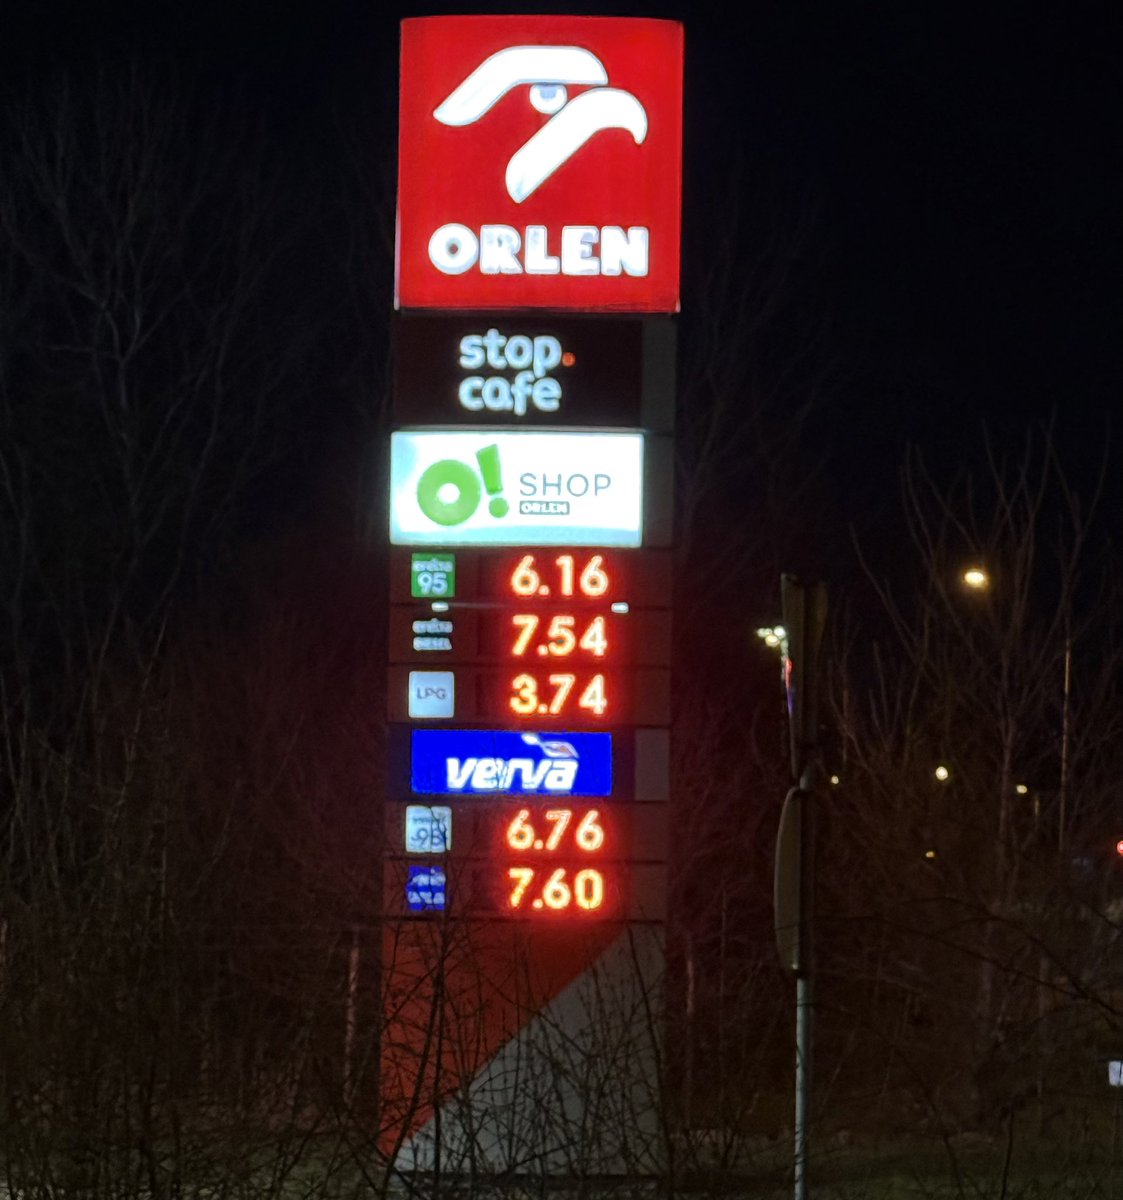 ORLEN
stop.
cafe
O! SHOP
ORLEN
95 6.16
7.54
LPG 3.74
verva
6.76
7.60